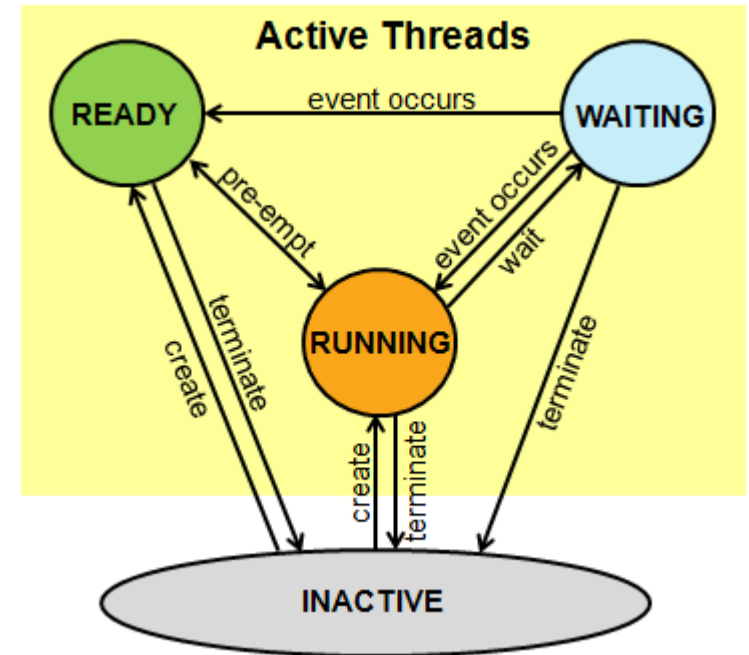 Active Threads
READY
event occurs
WAITING
pre-empt
event occurs
wait
RUNNING
create
terminate
create
terminate
terminate
INACTIVE